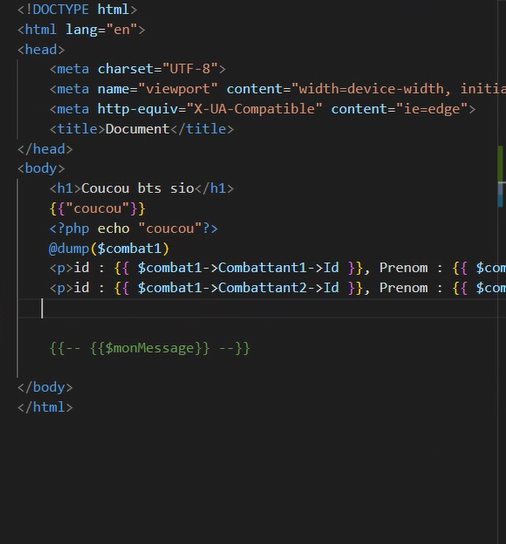 <!DOCTYPE html>
<html lang="en">
<head>
<meta charset="UTF-8">
<meta name="viewport" content="width=device-width, initia
<meta http-equiv="X-UA-Compatible" content="ie=edge">
<title>Document</title>
</head>
<body>
<h1>Coucou bts sio</h1>
{{"coucou"}}
<?php echo "coucou"?>
@dump($combat1)
<p>id : {{ $combat1->Combattant1->Id }}, Prenom : {{ $com
<p>id : {{ $combat1->Combattant2->Id }}, Prenom : {{ $com
{{-- {{$monMessage}} --}}
</body>
</html>